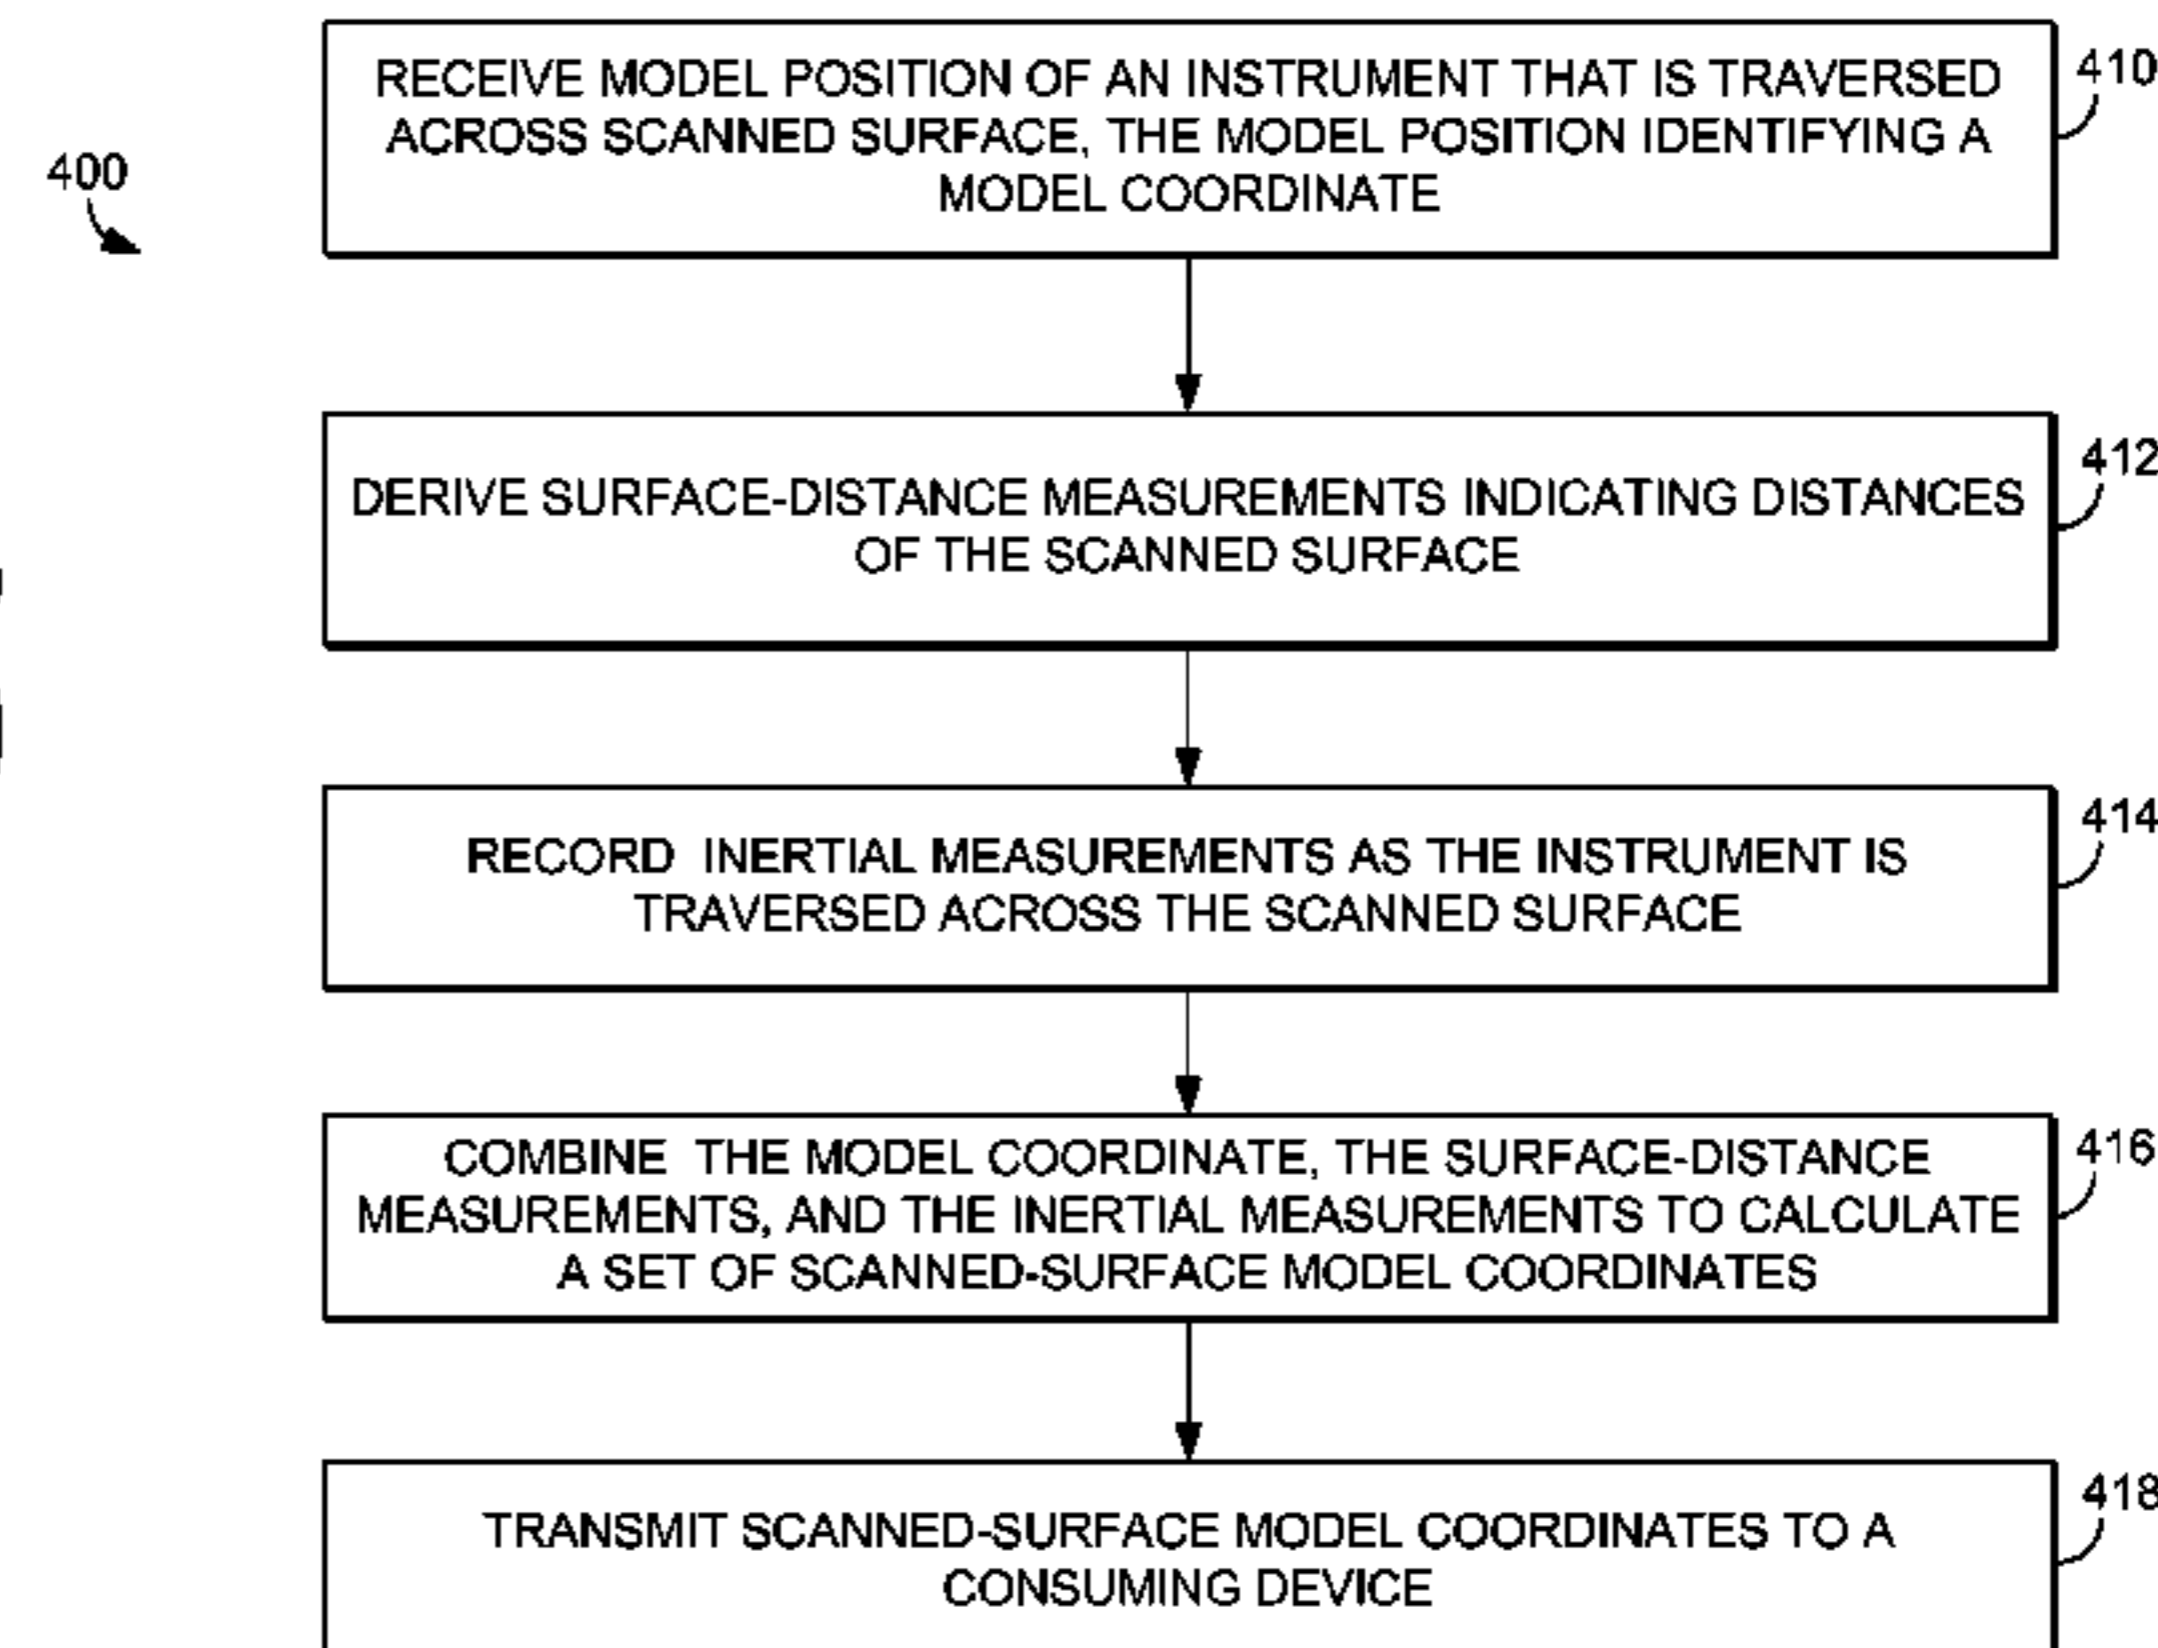 400
RECEIVE MODEL POSITION OF AN INSTRUMENT THAT IS TRAVERSED
ACROSS SCANNED SURFACE, THE MODEL POSITION IDENTIFYING A
MODEL COORDINATE
410
DERIVE SURFACE-DISTANCE MEASUREMENTS INDICATING DISTANCES
OF THE SCANNED SURFACE
412
RECORD INERTIAL MEASUREMENTS AS THE INSTRUMENT IS
TRAVERSED ACROSS THE SCANNED SURFACE
414
COMBINE THE MODEL COORDINATE, THE SURFACE-DISTANCE
MEASUREMENTS, AND THE INERTIAL MEASUREMENTS TO CALCULATE
A SET OF SCANNED-SURFACE MODEL COORDINATES
416
TRANSMIT SCANNED-SURFACE MODEL COORDINATES TO A
CONSUMING DEVICE
418